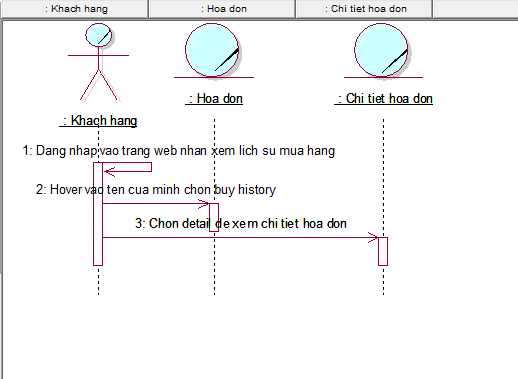 : Khach hang
: Hoa don
: Chi tiet hoa don
: Khach hang
: Hoa don
: Chi tiet hoa don
1: Dang nhap vao trang web nhan xem lich su mua hang
2: Hover vao ten cua minh chon buy history
3: Chon detail de xem chi tiet hoa don